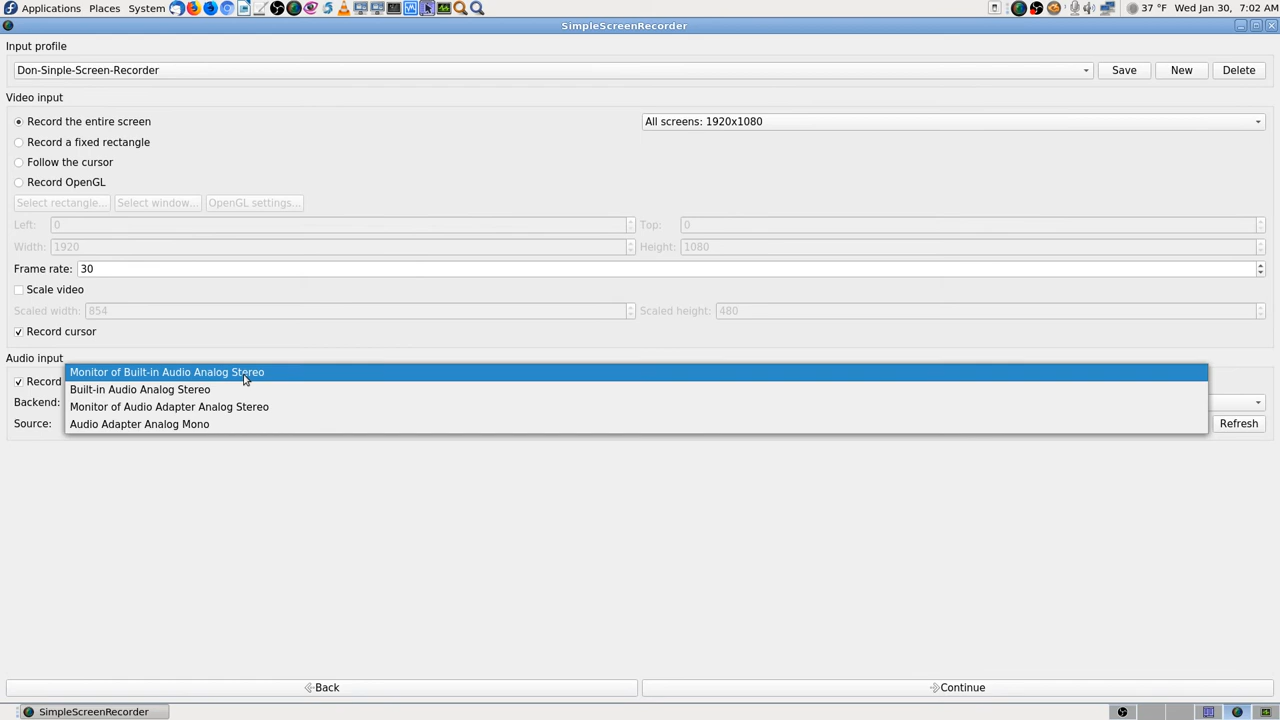 Applications Places System 37 °F Wed Jan 30, 7:02 AM
SimpleScreenRecorder
Input profile
Don-Sinple-Screen-Recorder Save New Delete
Video input
Record the entire screen All screens: 1920x1080
Record a fixed rectangle
Follow the cursor
Record OpenGL
Select rectangle... Select window... OpenGL settings...
Left: 0 Top: 0
Width: 1920 Height: 1080
Frame rate: 30
Scale video
Scaled width: 854 Scaled height: 480
Record cursor
Audio input
Monitor of Built-in Audio Analog Stereo
Record
Built-in Audio Analog Stereo
Backend:
Monitor of Audio Adapter Analog Stereo
Source: Audio Adapter Analog Mono Refresh
Back Continue
SimpleScreenRecorder